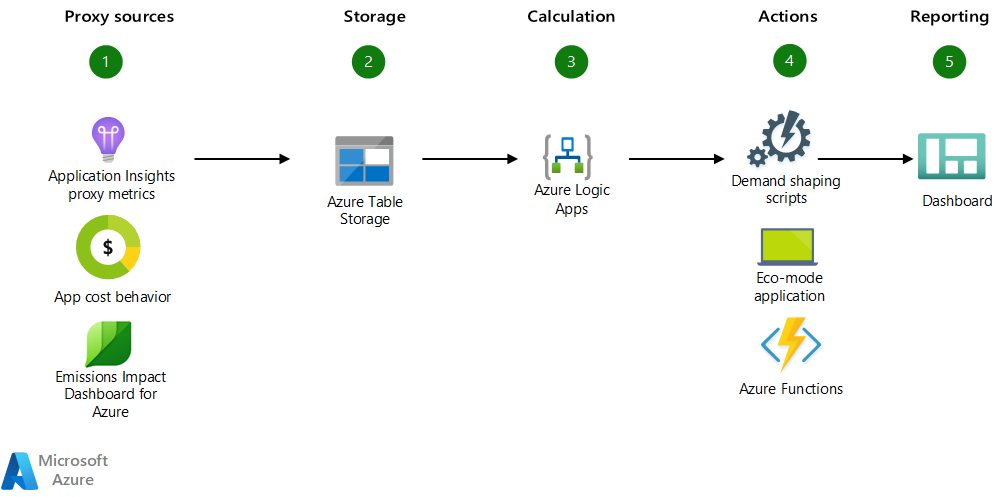 Proxy sources
Storage
Calculation
Actions
Reporting
1
2
3
4
5
Application Insights
proxy metrics
$
App cost behavior
Emissions Impact
Dashboard for
Azure
Azure Table
Storage
Azure Logic
Apps
Demand shaping
scripts
Eco-mode
application
Azure Functions
Dashboard
Microsoft
Azure